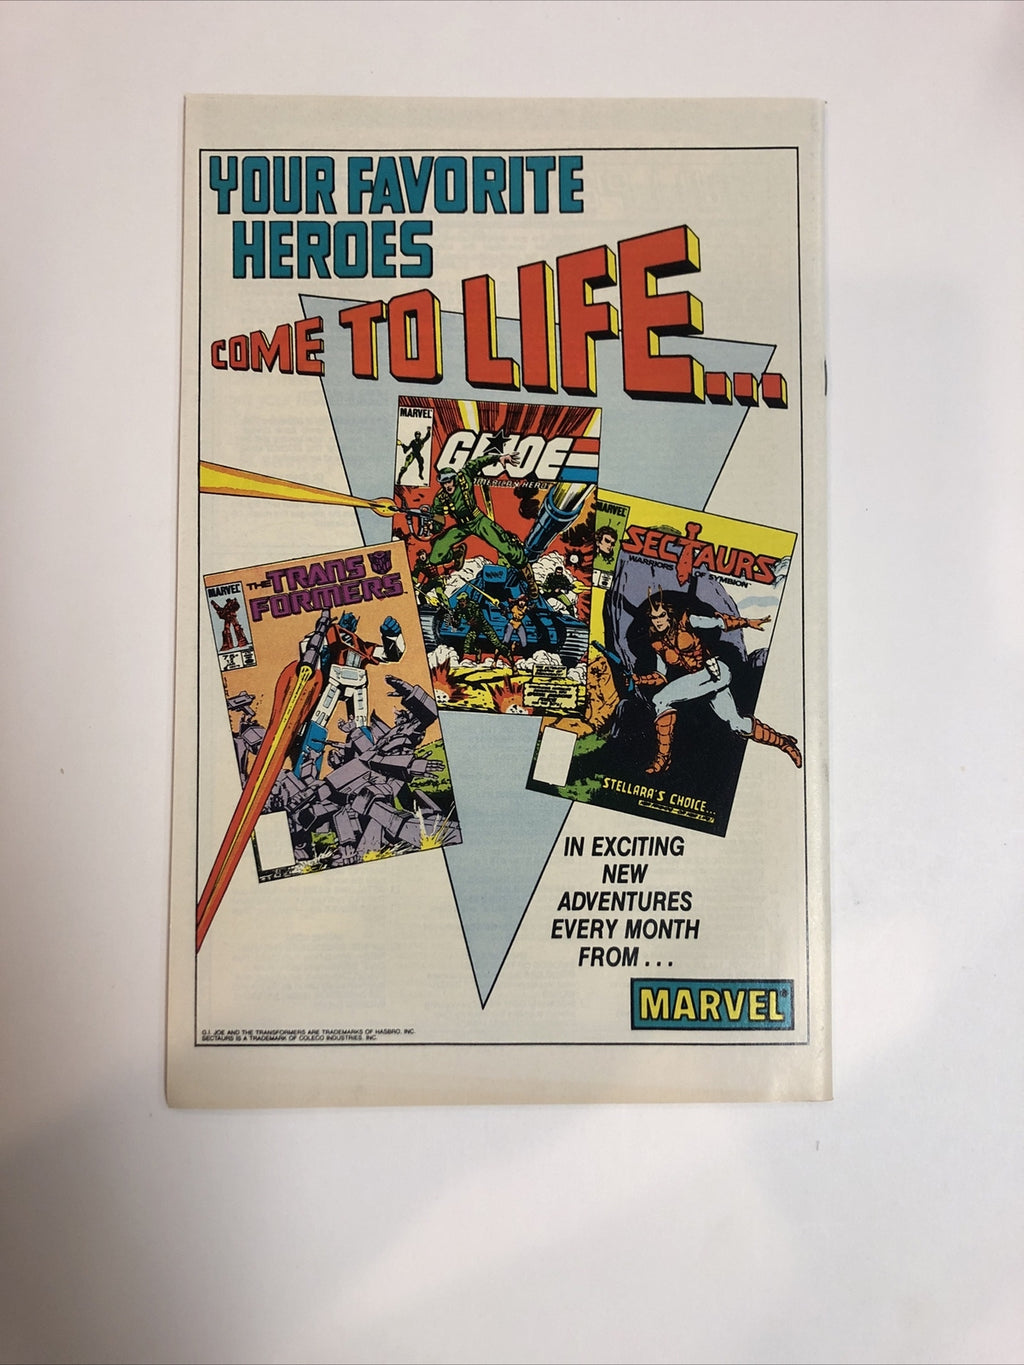 YOUR FAVORITE
HEROES
COME TO LIFE...
MARVEL
G.I. JOE
A REAL AMERICAN HERO
MARVEL
SECTAURS
WARRIORS OF SYMBION
MARVEL
THE TRANSFORMERS
STELLARA'S CHOICE...
IN EXCITING
NEW
ADVENTURES
EVERY MONTH
FROM...
MARVEL
G.I. JOE AND THE TRANSFORMERS ARE TRADEMARKS OF HASBRO, INC.
SECTAURS IS A TRADEMARK OF COLECO INDUSTRIES, INC.